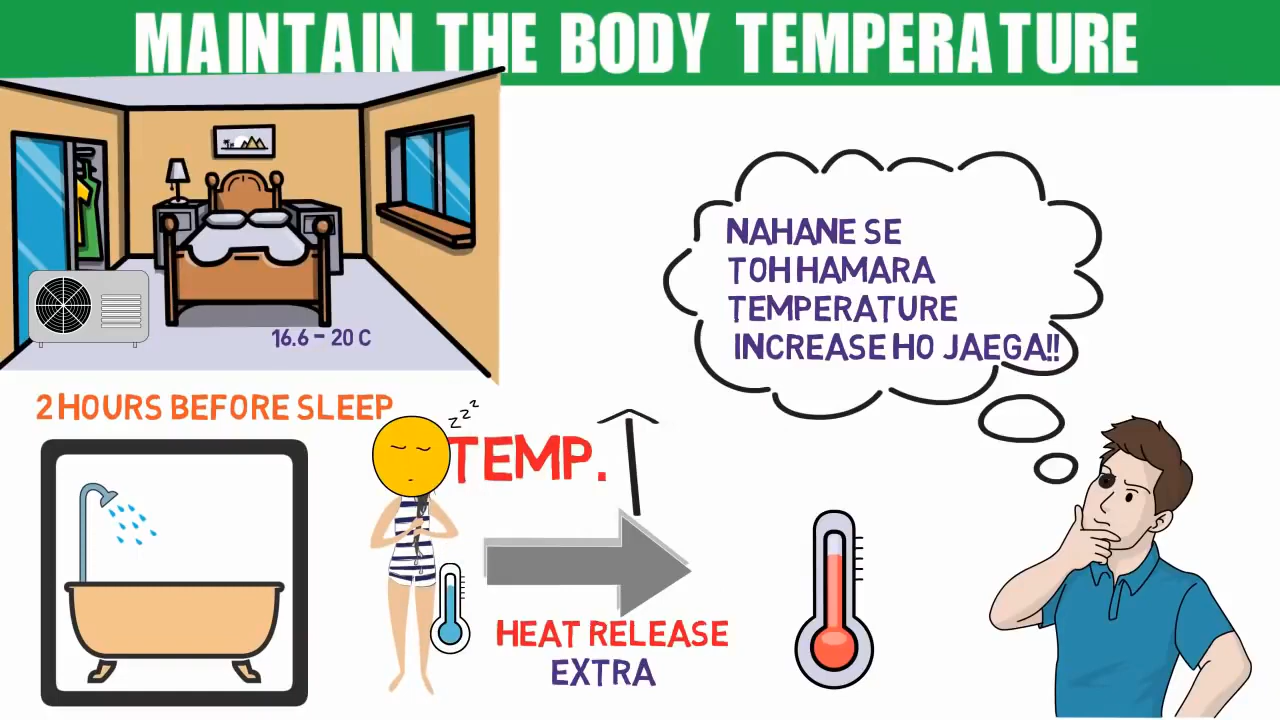 MAINTAIN THE BODY TEMPERATURE
NAHANE SE
TOH HAMARA
TEMPERATURE
INCREASE HO JAEGA!!
16.6 - 20 C
2 HOURS BEFORE SLEEP
zzz
TEMP.
HEAT RELEASE
EXTRA